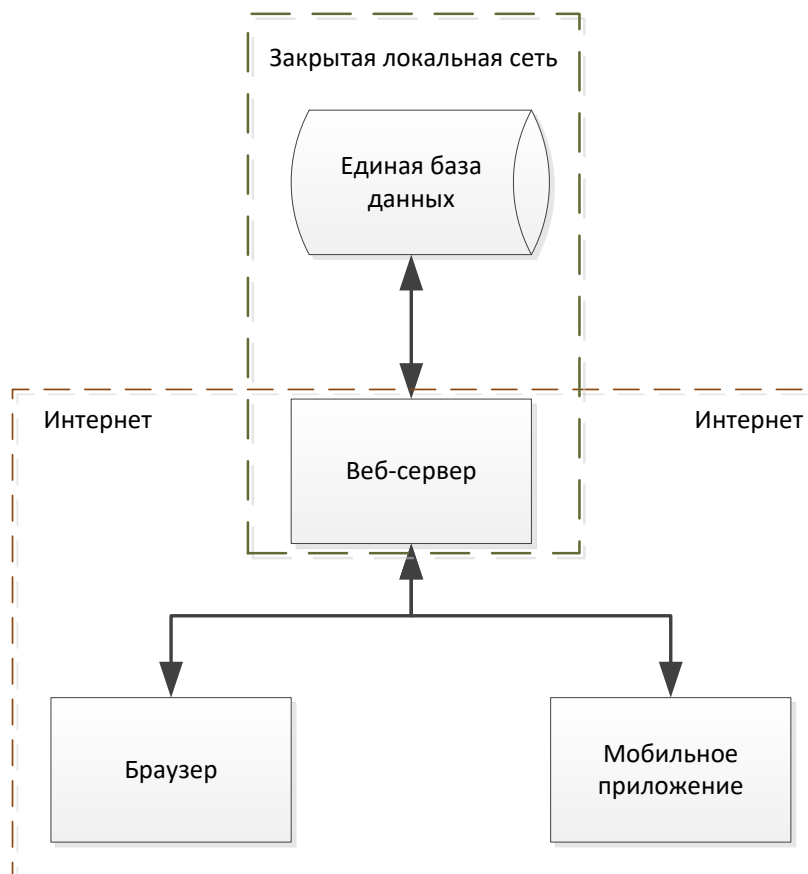 Закрытая локальная сеть
Единая база
данных
Интернет
Интернет
Веб-сервер
Браузер
Мобильное
приложение